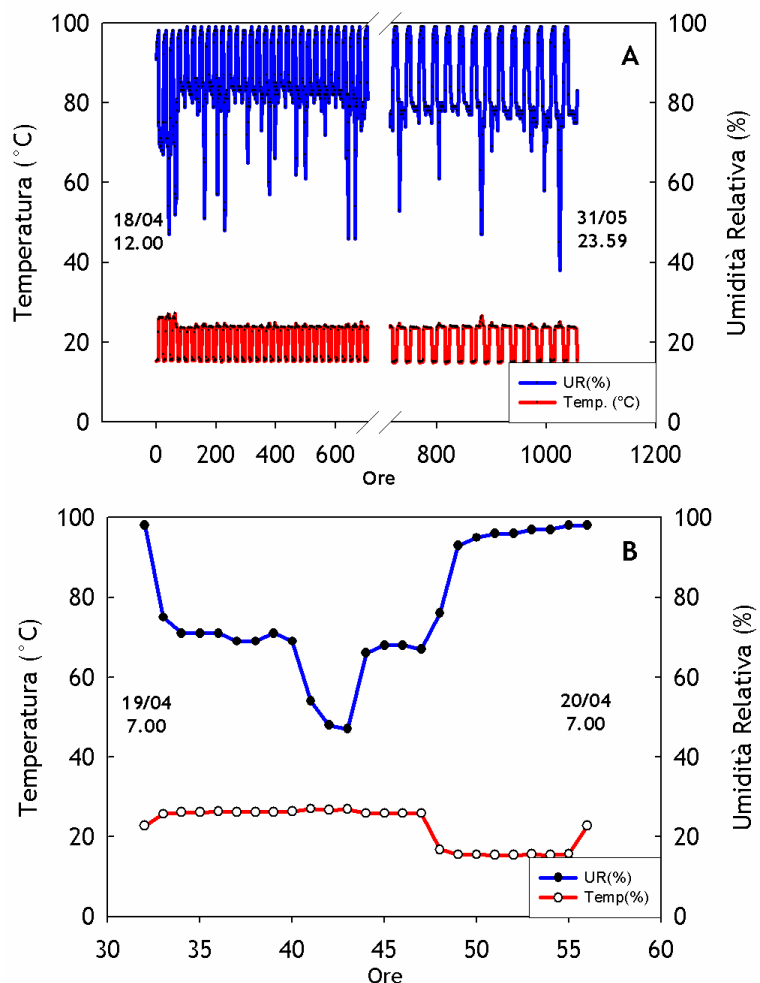 100
80
60
40
20
0
Temperatura (°C)
A
18/04
12.00
31/05
23.59
UR(%)
Temp. (°C)
100
80
60
40
20
0
Umidità Relativa (%)
0 200 400 600 800 1000 1200
Ore
100
80
60
40
20
0
Temperatura (°C)
B
19/04
7.00
20/04
7.00
UR(%)
Temp(%)
100
80
60
40
20
0
Umidità Relativa (%)
30 35 40 45 50 55 60
Ore